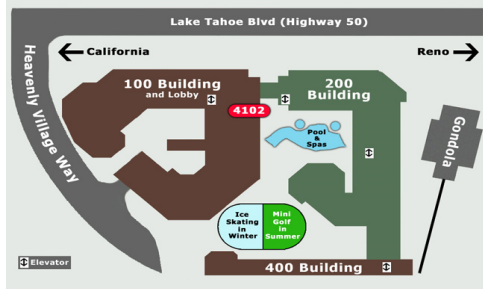 Lake Tahoe Blvd (Highway 50)
California
Reno
Heavenly Village Way
100 Building
and Lobby
200
Building
4102
Pool
&
Spas
Gondola
Ice
Skating
in
Winter
Mini
Golf
in
Summer
Elevator
400 Building